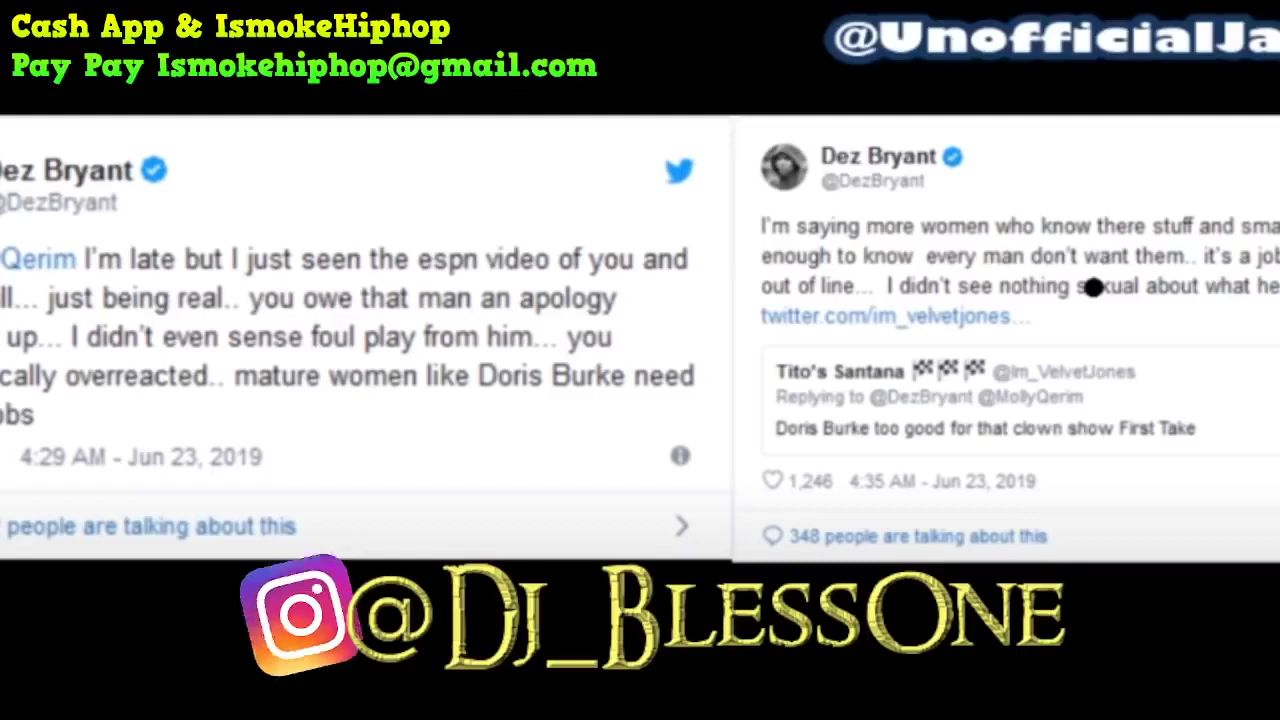 Cash App & IsmokeHiphop
Pay Pay Ismokehiphop@gmail.com
@UnofficialJa
ez Bryant
@DezBryant
Qerim I'm late but I just seen the espn video of you and
ll... just being real.. you owe that man an apology
up... I didn't even sense foul play from him... you
cally overreacted.. mature women like Doris Burke need
obs
4:29 AM - Jun 23, 2019
people are talking about this
Dez Bryant
@DezBryant
I'm saying more women who know there stuff and sma
enough to know every man don't want them.. it's a job
out of line... I didn't see nothing s xual about what he
twitter.com/im_velvetjones...
Tito's Santana @Im_VelvetJones
Replying to @DezBryant @MollyQerim
Doris Burke too good for that clown show First Take
1,246 4:35 AM - Jun 23, 2019
348 people are talking about this
@Dj_BlessOne